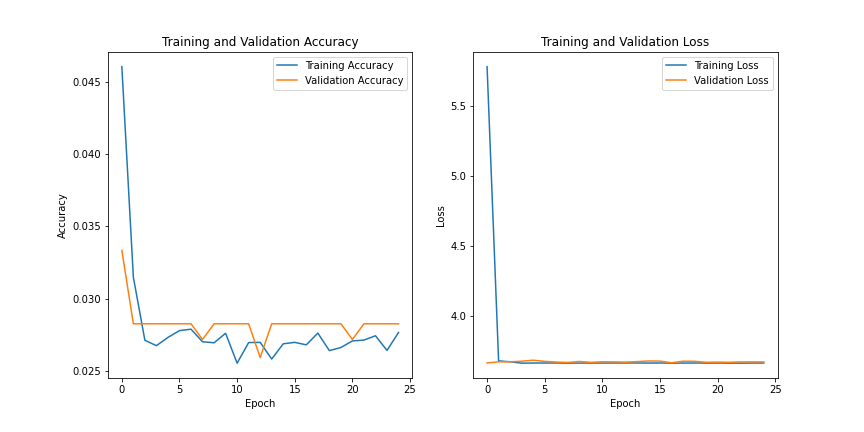 Training and Validation Accuracy
Training Accuracy
Validation Accuracy
0.045
0.040
0.035
0.030
0.025
Accuracy
0 5 10 15 20 25
Epoch
Training and Validation Loss
Training Loss
Validation Loss
5.5
5.0
4.5
4.0
Loss
0 5 10 15 20 25
Epoch